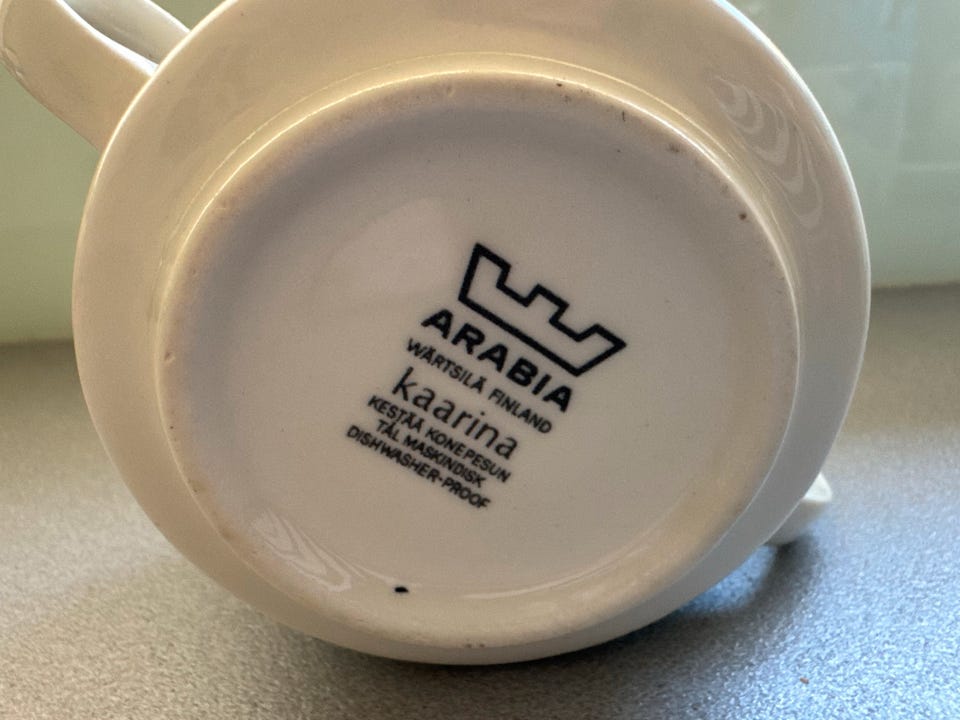 ARABIA
WÄRTSILÄ FINLAND
kaarina
KESTÄÄ KONEPESUN
TÅL MASKINDISK
DISHWASHER-PROOF